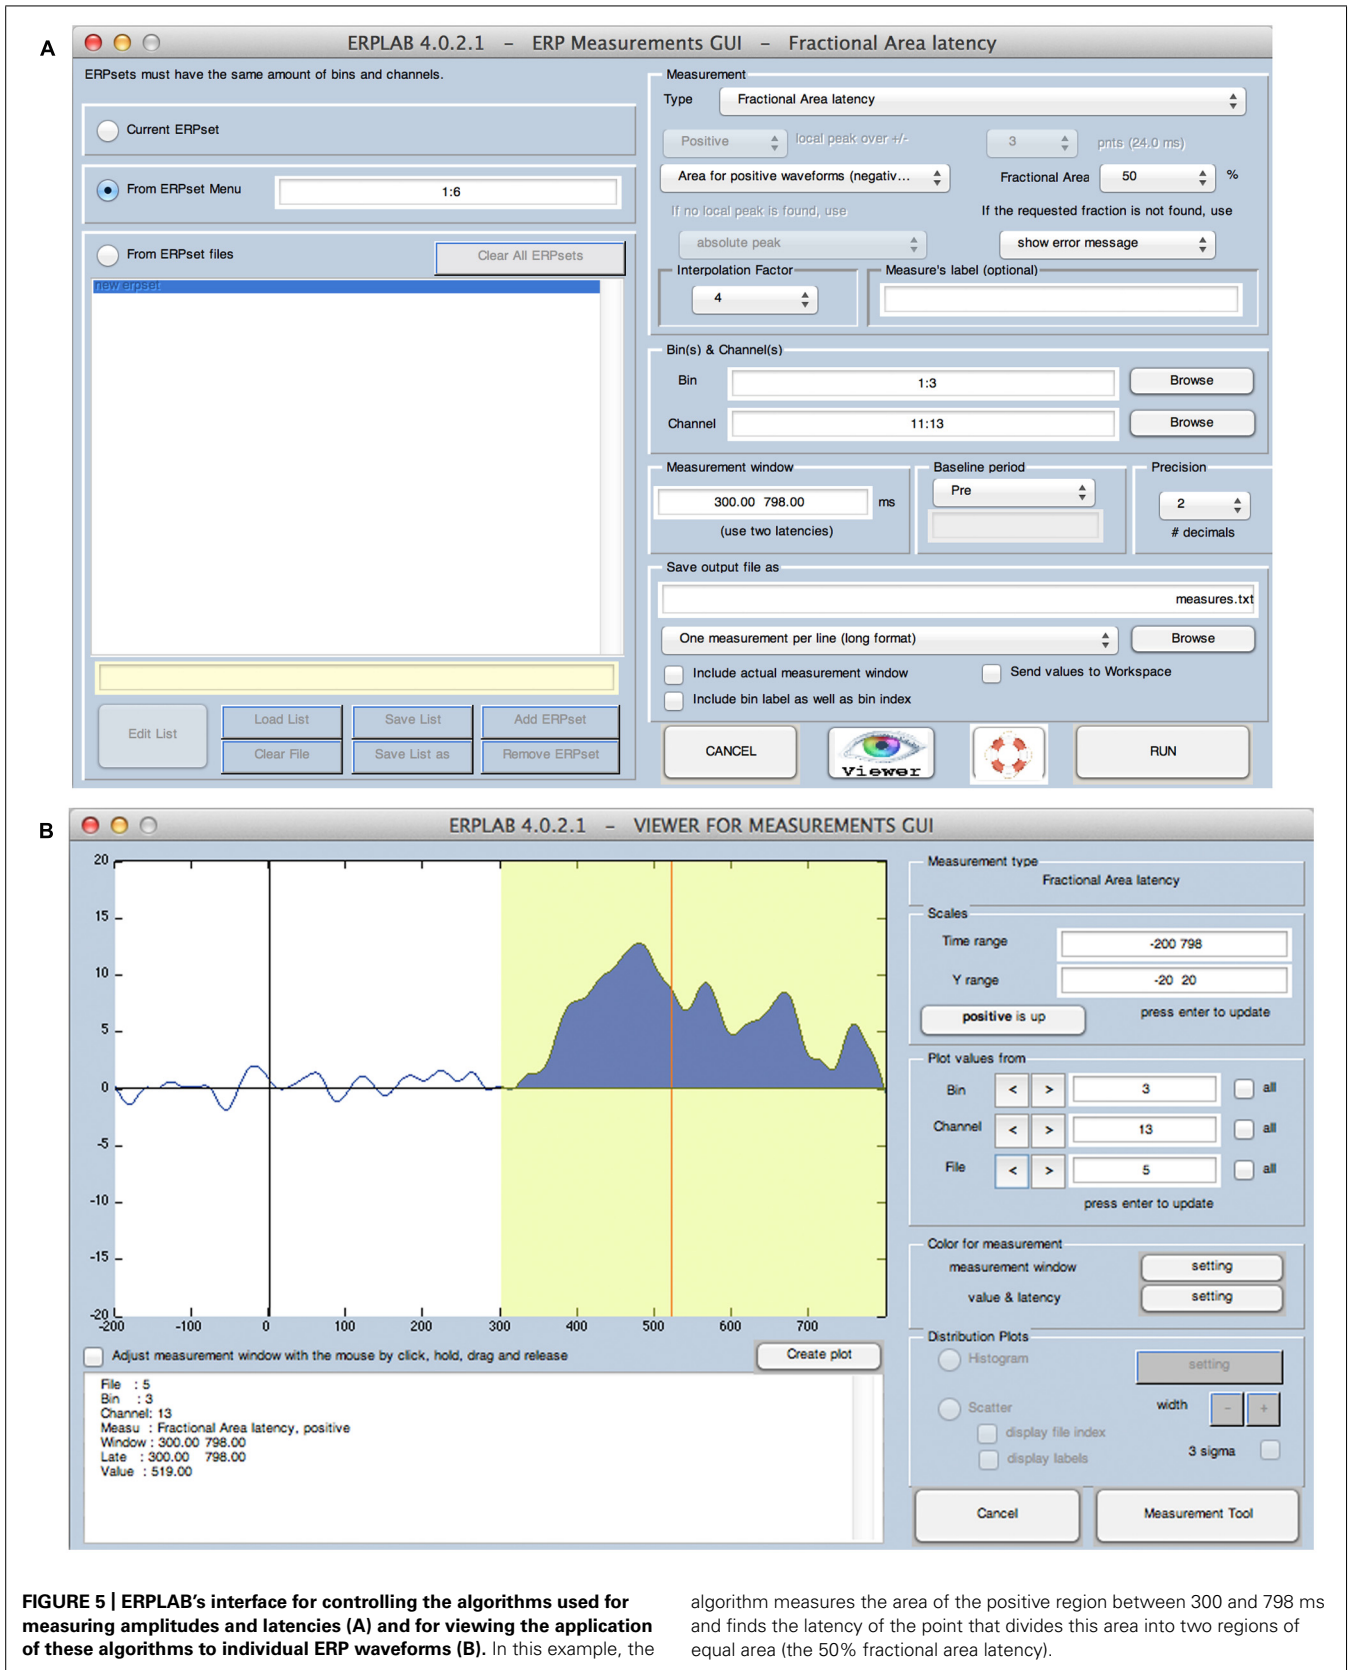 A
ERPLAB 4.0.2.1 - ERP Measurements GUI - Fractional Area latency
ERPsets must have the same amount of bins and channels.
Current ERPset
From ERPset Menu
1:6
From ERPset files
Clear All ERPsets
new erpset
Edit List
Load List
Save List
Add ERPset
Clear File
Save List as
Remove ERPset
Measurement
Type
Fractional Area latency
Positive
local peak over +/-
3
pnts (24.0 ms)
Area for positive waveforms (negativ...
Fractional Area
50
%
If no local peak is found, use
If the requested fraction is not found, use
absolute peak
show error message
Interpolation Factor
4
Measure's label (optional)
Bin(s) & Channel(s)
Bin
1:3
Browse
Channel
11:13
Browse
Measurement window
300.00 798.00
ms
(use two latencies)
Baseline period
Pre
Precision
2
# decimals
Save output file as
measures.txt
One measurement per line (long format)
Browse
Include actual measurement window
Send values to Workspace
Include bin label as well as bin index
CANCEL
Viewer
RUN
B
ERPLAB 4.0.2.1 - VIEWER FOR MEASUREMENTS GUI
20
15
10
5
0
-5
-10
-15
-20
-200
-100
0
100
200
300
400
500
600
700
Adjust measurement window with the mouse by click, hold, drag and release
Create plot
File : 5
Bin : 3
Channel: 13
Measu : Fractional Area latency, positive
Window : 300.00 798.00
Late : 300.00 798.00
Value : 519.00
Measurement type
Fractional Area latency
Scales
Time range
-200 798
Y range
-20 20
positive is up
press enter to update
Plot values from
Bin
<
>
3
all
Channel
<
>
13
all
File
<
>
5
all
press enter to update
Color for measurement
measurement window
setting
value & latency
setting
Distribution Plots
Histogram
setting
Scatter
width
-
+
display file index
display labels
3 sigma
Cancel
Measurement Tool
FIGURE 5 | ERPLAB's interface for controlling the algorithms used for
measuring amplitudes and latencies (A) and for viewing the application
of these algorithms to individual ERP waveforms (B). In this example, the
algorithm measures the area of the positive region between 300 and 798 ms
and finds the latency of the point that divides this area into two regions of
equal area (the 50% fractional area latency).